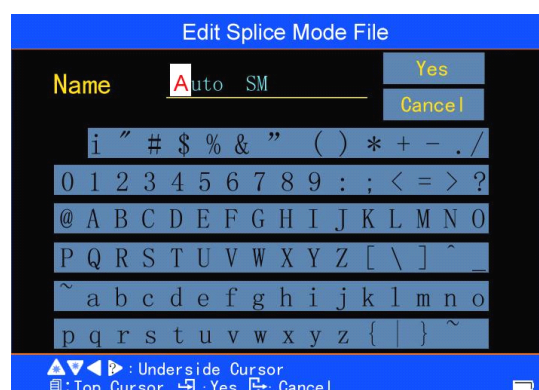 Edit Splice Mode File
Name Auto SM Yes
Cancel
i ″ # $ % & ” ( ) * + - . /
0 1 2 3 4 5 6 7 8 9 : ; < = > ?
@ A B C D E F G H I J K L M N O
P Q R S T U V W X Y Z [ \ ] ^ _
~ a b c d e f g h i j k l m n o
p q r s t u v w x y z { | } ~
: Underside Cursor
: Top Cursor : Yes : Cancel